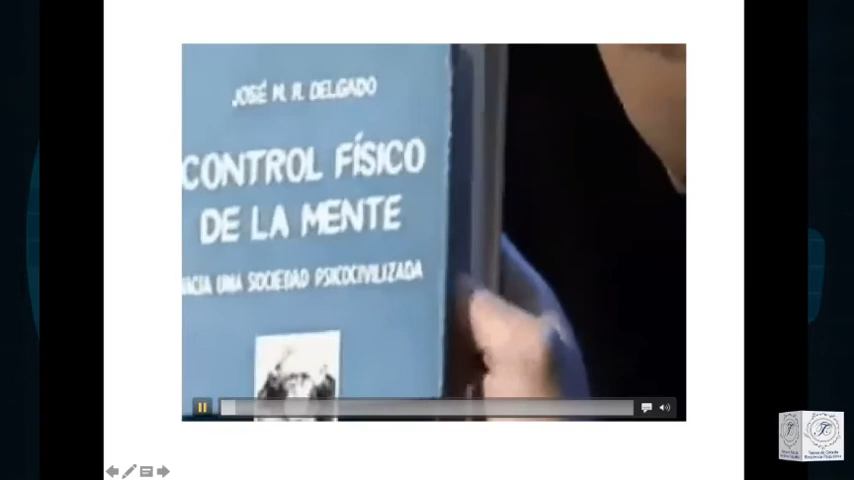 JOSÉ M. R. DELGADO
CONTROL FÍSICO
DE LA MENTE
HACIA UNA SOCIEDAD PSICOCIVILIZADA